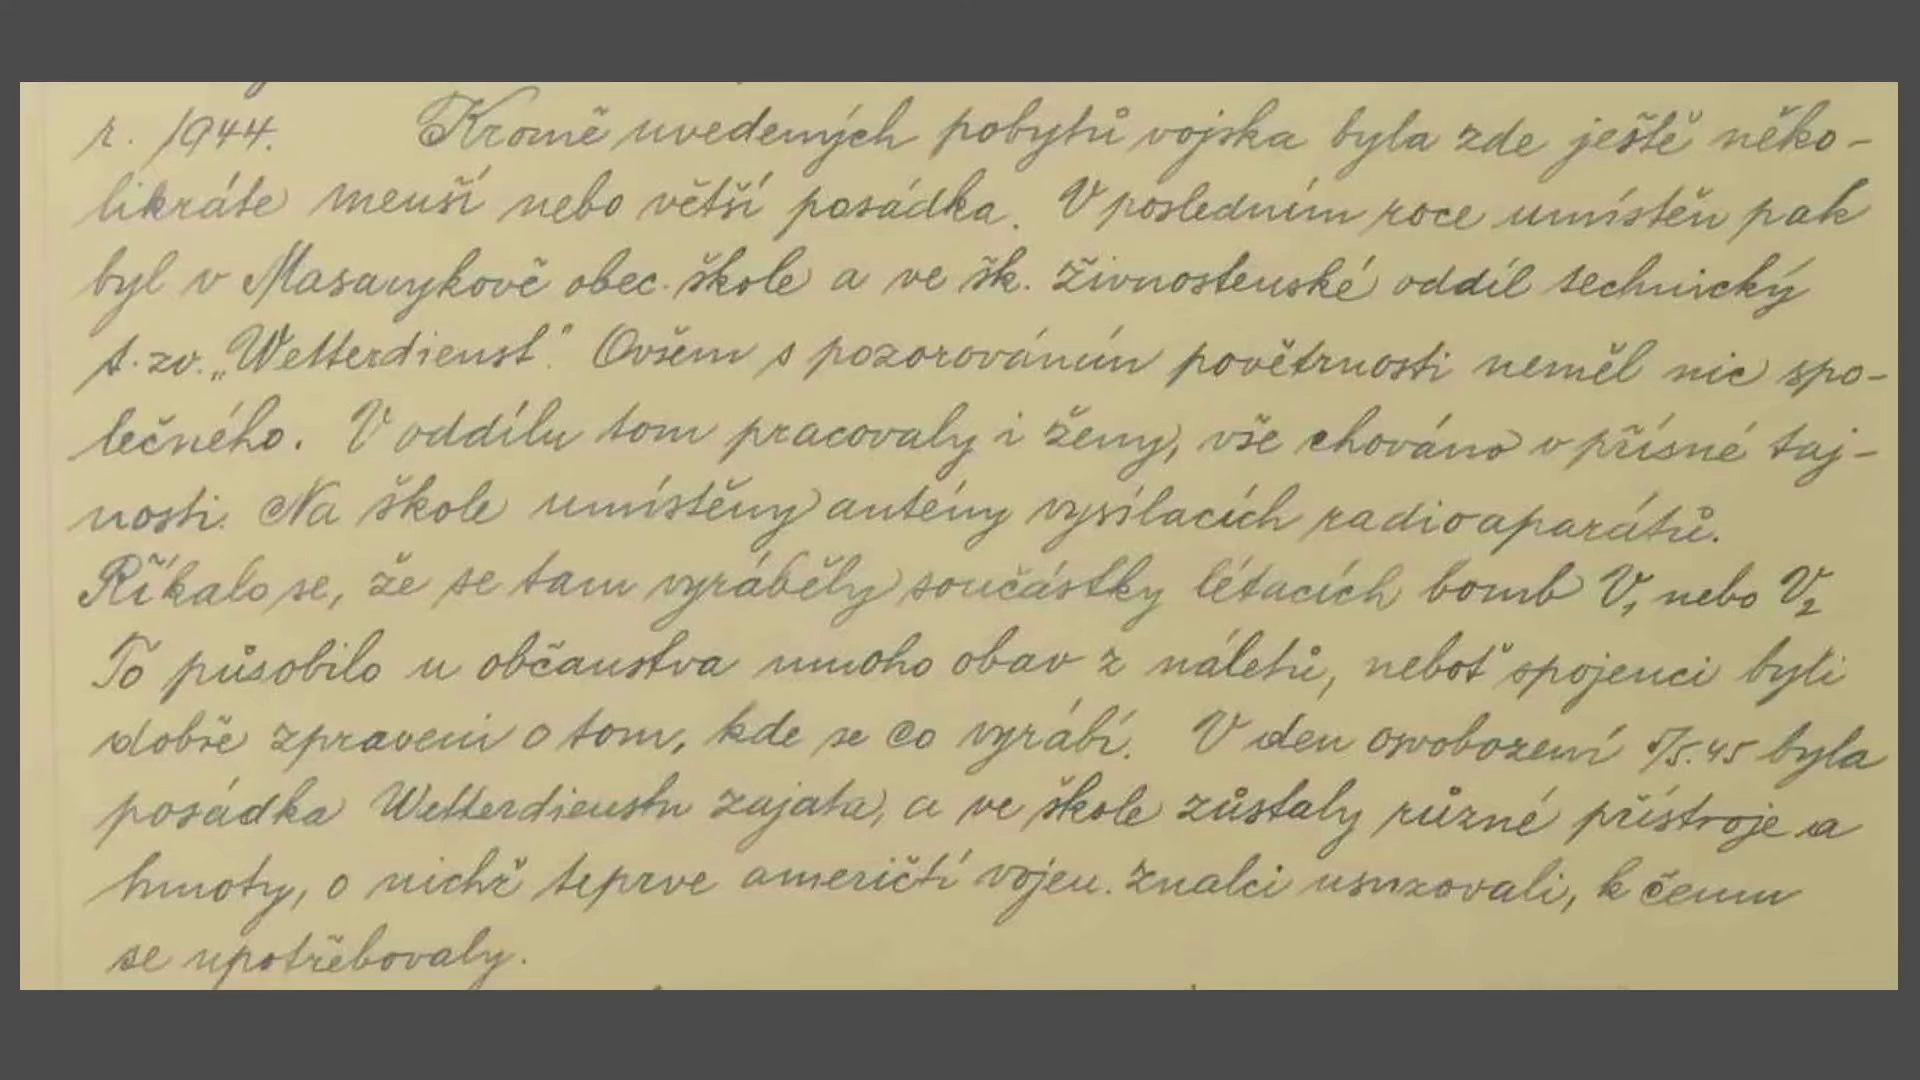 r. 1944. Kromě uvedených pobytů vojska byla zde ještě něko-
likráte menší nebo větší posádka. V posledním roce umístěn pak
byl v Masarykově obec. škole a ve šk. živnostenské oddíl technický
t. zv. „Wetterdienst“. Ovšem s pozorováním povětrnosti neměl nic spo-
lečného. V oddílu tom pracovaly i ženy, vše chováno v přísné taj-
nosti. Na škole umístěny antény vysílacích radioaparátů.
Říkalo se, že se tam vyráběly součástky létacích bomb V₁ nebo V₂
To působilo u občanstva mnoho obav z náletů, neboť spojenci byli
dobře zpraveni o tom, kde se co vyrábí. V den osvobození 5/5.45 byla
posádka Wetterdienstu zajata, a ve škole zůstaly různé přístroje a
hmoty, o nichž teprve američtí vojen. znalci usuzovali, k čemu
se upotřebovaly.